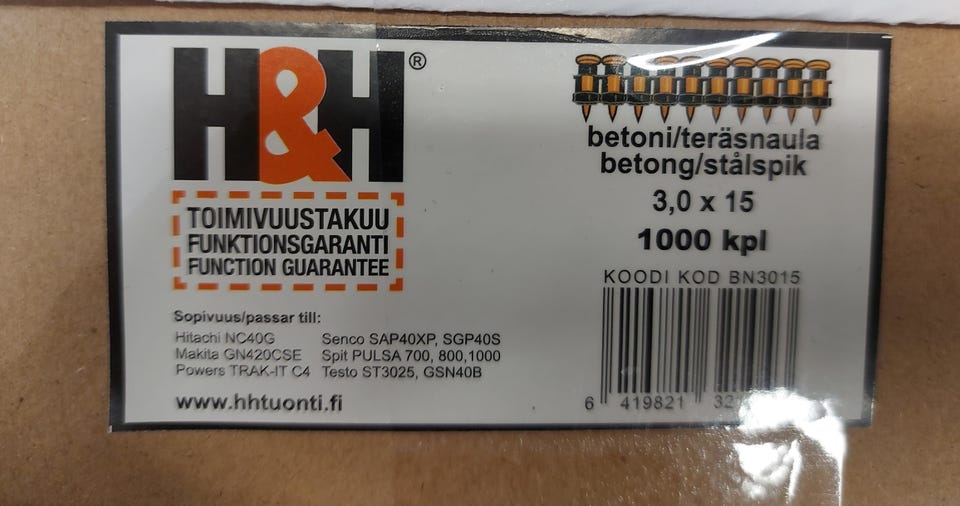 H&H®
TOIMIVUUSTAKUU
FUNKTIONSGARANTI
FUNCTION GUARANTEE
Sopivuus/passar till:
Hitachi NC40G Senco SAP40XP, SGP40S
Makita GN420CSE Spit PULSA 700, 800,1000
Powers TRAK-IT C4 Testo ST3025, GSN40B
www.hhtuonti.fi
betoni/teräsnaula
betong/stålspik
3,0 x 15
1000 kpl
KOODI KOD BN3015
6 419821